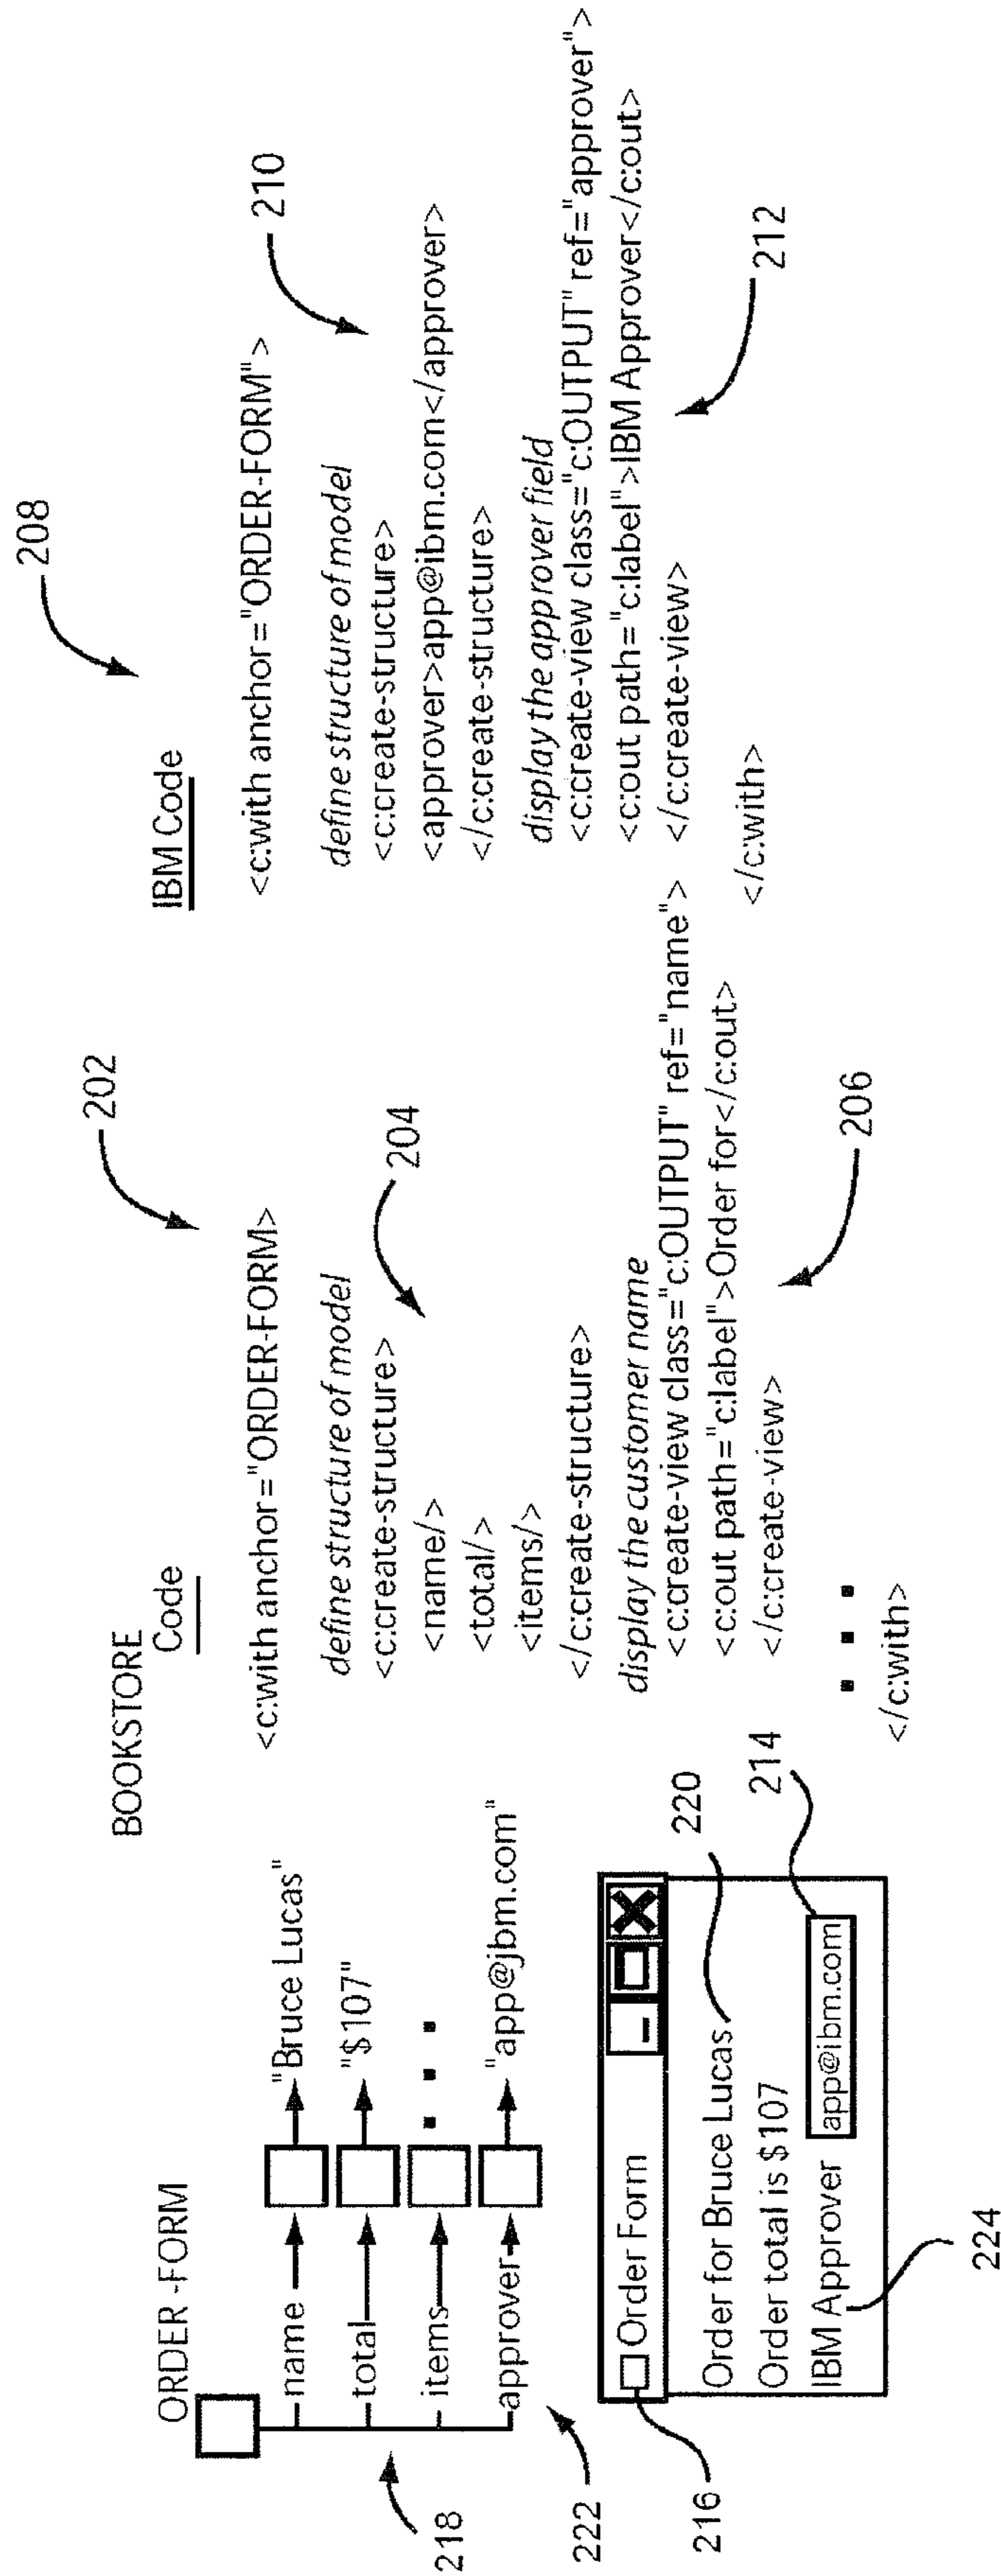 ORDER -FORM
name
"Bruce Lucas"
total
"$107"
items
approver
"app@jbm.com"
218
222
216
Order Form
Order for Bruce Lucas
Order total is $107
IBM Approver
app@ibm.com
220
214
224
BOOKSTORE
Code
202
<c:with anchor="ORDER-FORM>
define structure of model
204
<c:create-structure>
<name/>
<total/>
<items/>
</c:create-structure>
display the customer name
<c:create-view class="c:OUTPUT" ref="name">
<c:out path="c:label">Order for</c:out>
</c:create-view>
206
</c:with>
208
IBM Code
<c:with anchor="ORDER-FORM">
210
define structure of model
<c:create-structure>
<approver>app@ibm.com</approver>
</c:create-structure>
display the approver field
<c:create-view class="c:OUTPUT" ref="approver">
<c:out path="c:label">IBM Approver</c:out>
</c:create-view>
212
</c:with>